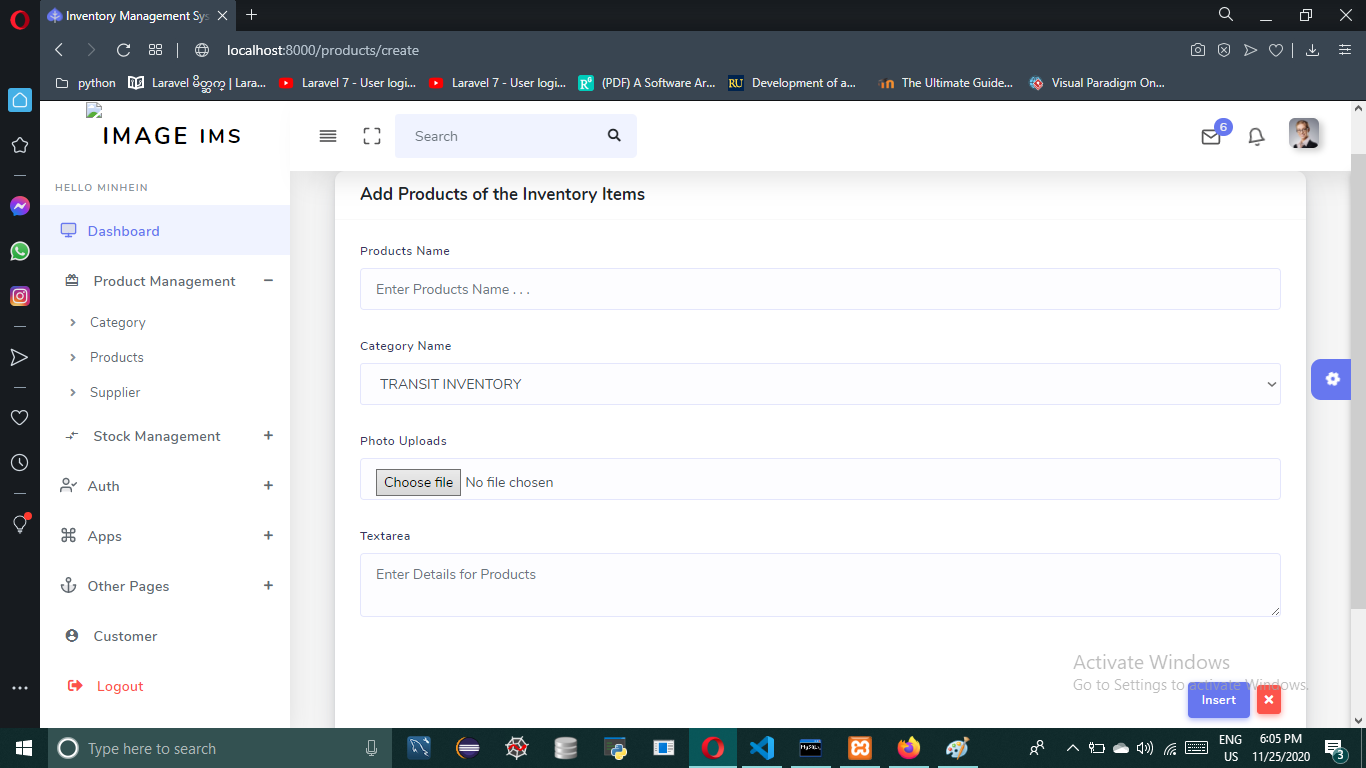 Inventory Management Sys
localhost:8000/products/create
python
Laravel မိတ္ဆက္ | Lara...
Laravel 7 - User logi...
Laravel 7 - User logi...
(PDF) A Software Ar...
RU
Development of a...
The Ultimate Guide...
Visual Paradigm On...
IMAGE IMS
Search
6
HELLO MINHEIN
Dashboard
Product Management
Category
Products
Supplier
Stock Management
Auth
Apps
Other Pages
Customer
Logout
Add Products of the Inventory Items
Products Name
Enter Products Name . . .
Category Name
TRANSIT INVENTORY
Photo Uploads
Choose file No file chosen
Textarea
Enter Details for Products
Activate Windows
Go to Settings to activate Windows.
Insert
Type here to search
ENG
US
6:05 PM
11/25/2020
3